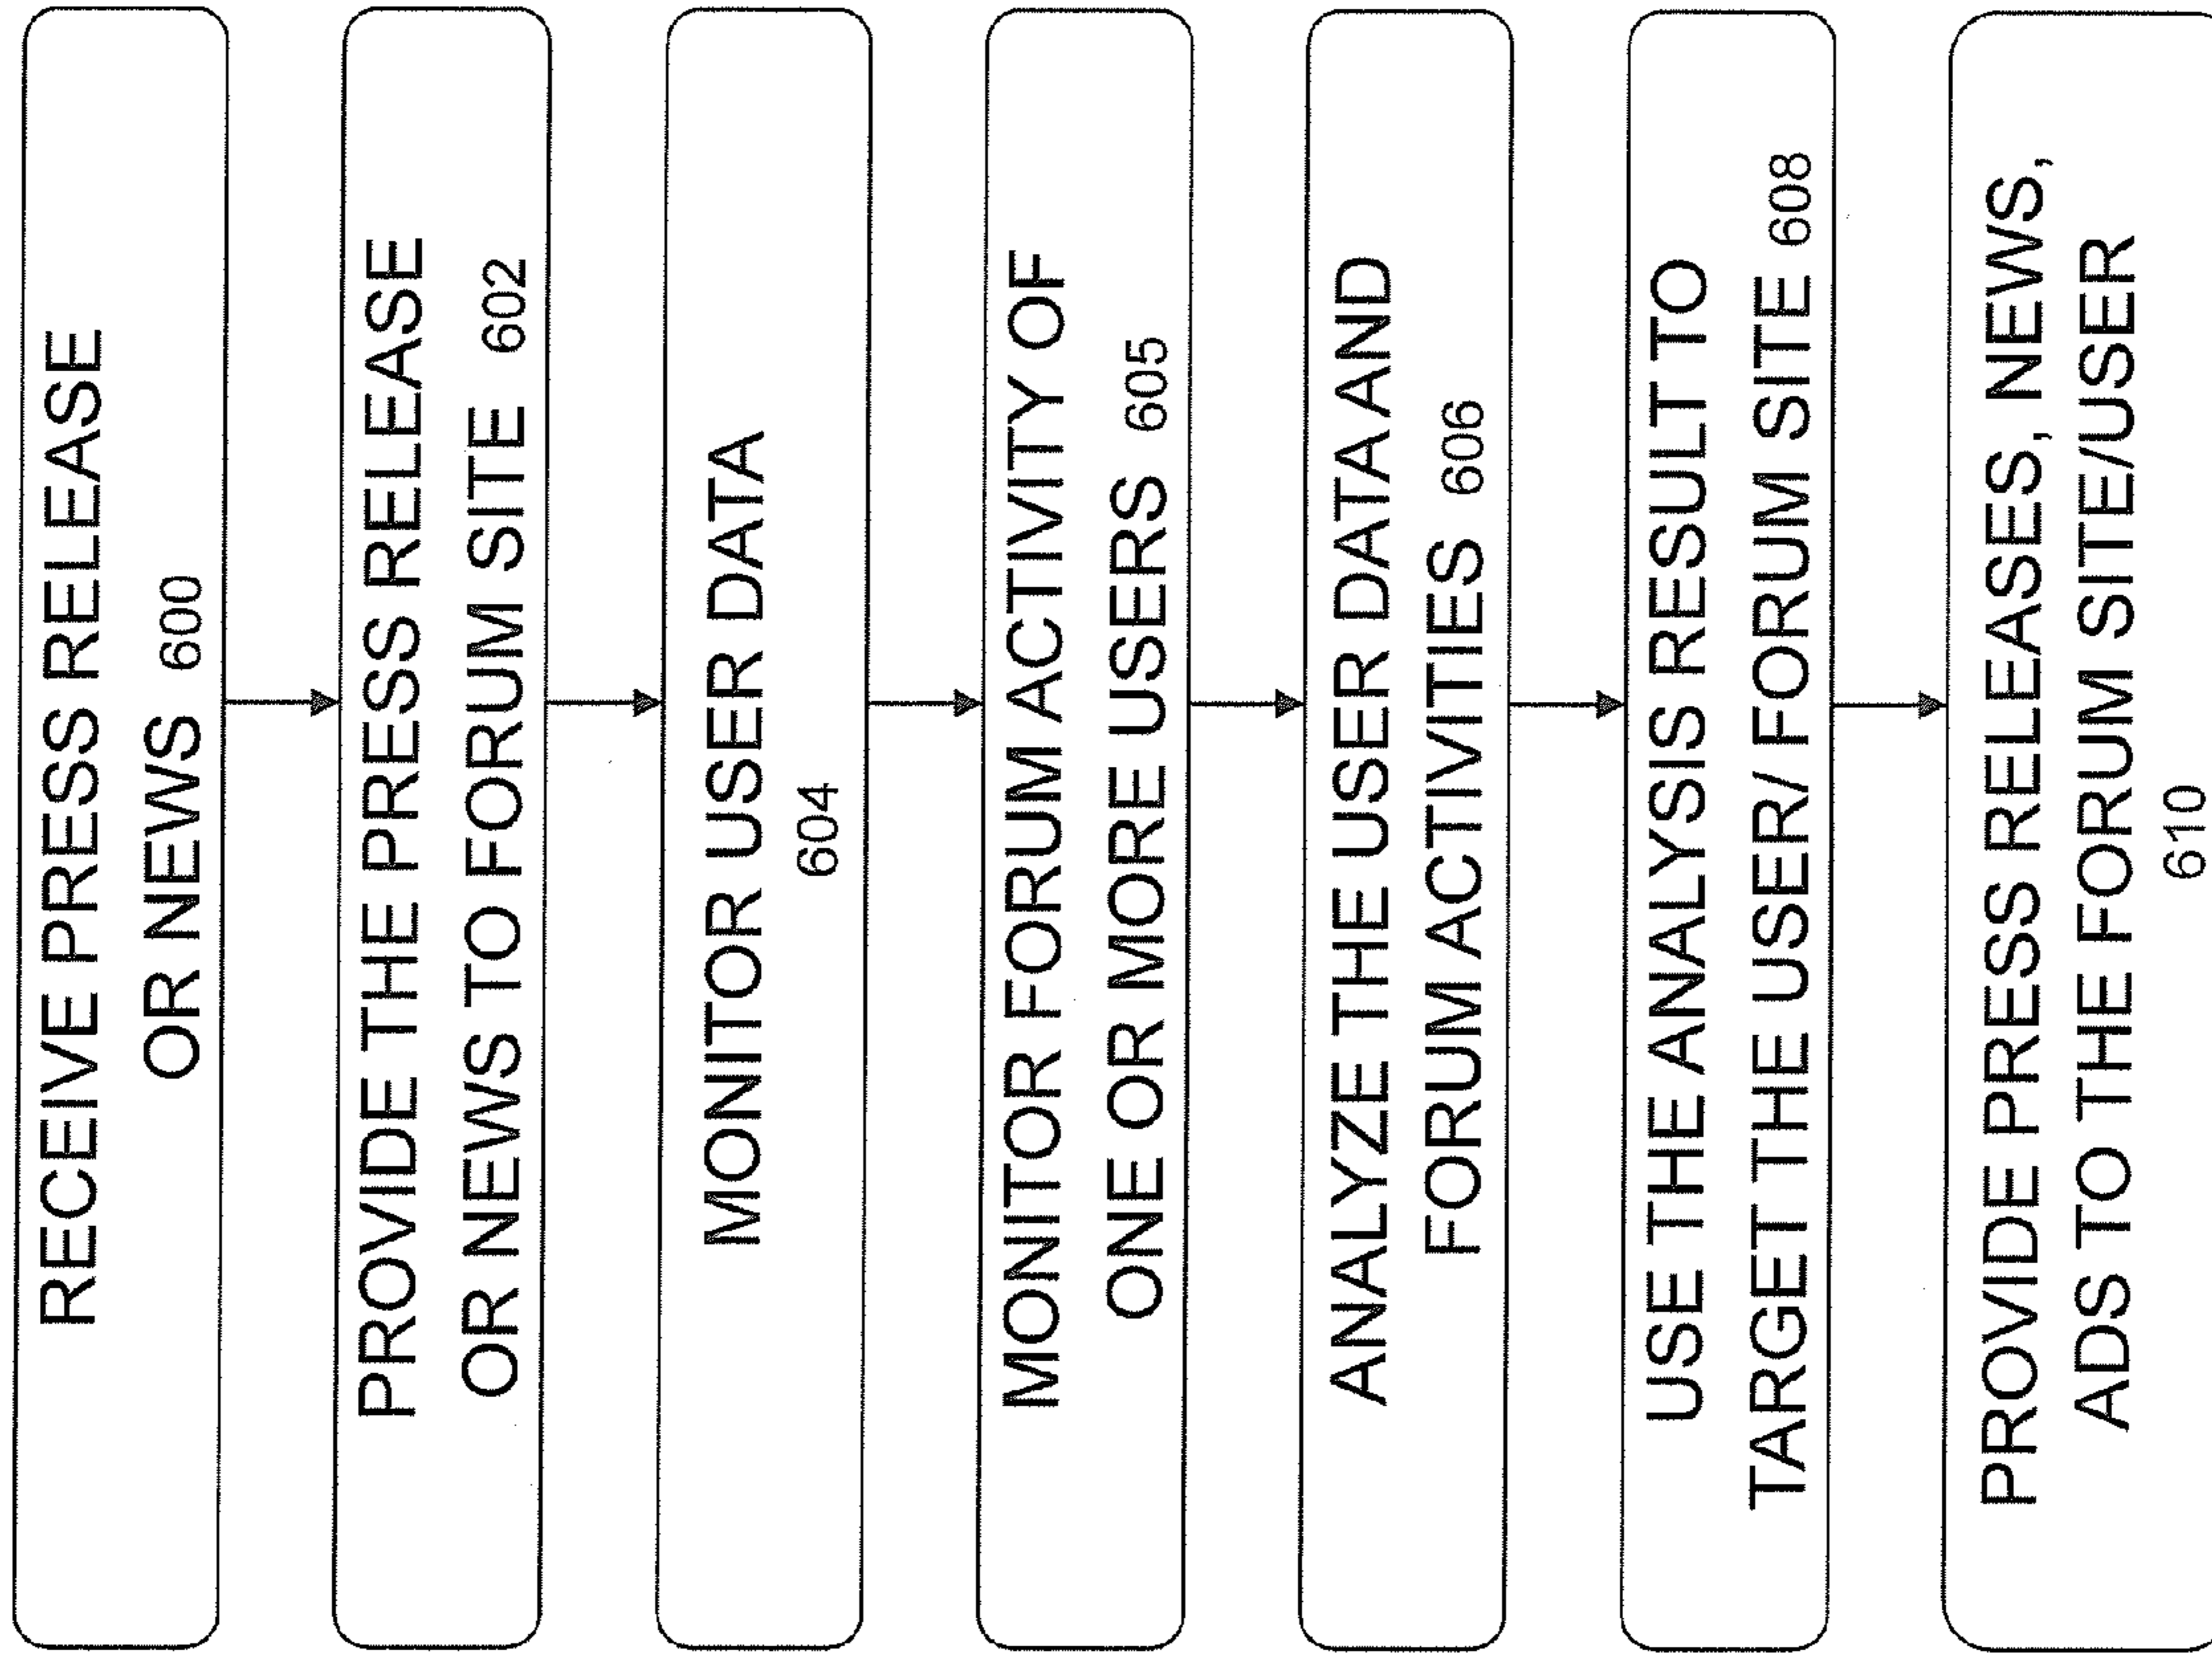 RECEIVE PRESS RELEASE
OR NEWS 600
PROVIDE THE PRESS RELEASE
OR NEWS TO FORUM SITE 602
MONITOR USER DATA
604
MONITOR FORUM ACTIVITY OF
ONE OR MORE USERS 605
ANALYZE THE USER DATA AND
FORUM ACTIVITIES 606
USE THE ANALYSIS RESULT TO
TARGET THE USER/ FORUM SITE 608
PROVIDE PRESS RELEASES, NEWS,
ADS TO THE FORUM SITE/USER
610